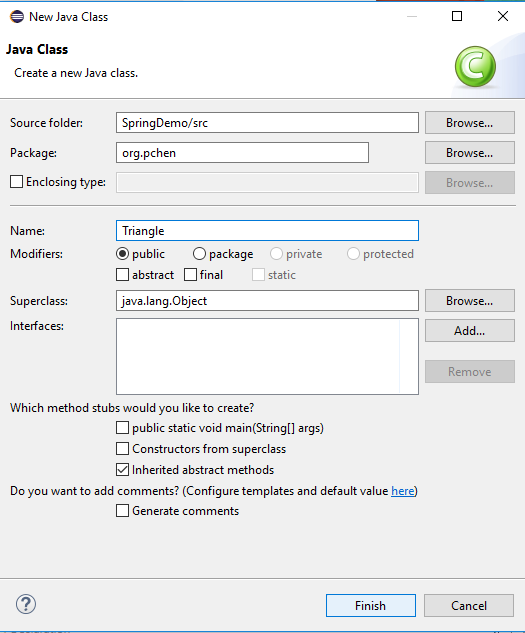 New Java Class
Java Class
Create a new Java class.
C
Source folder: SpringDemo/src Browse...
Package: org.pchen Browse...
Enclosing type: Browse...
Name: Triangle
Modifiers: public package private protected
abstract final static
Superclass: java.lang.Object Browse...
Interfaces: Add...
Remove
Which method stubs would you like to create?
public static void main(String[] args)
Constructors from superclass
Inherited abstract methods
Do you want to add comments? (Configure templates and default value here)
Generate comments
? Finish Cancel